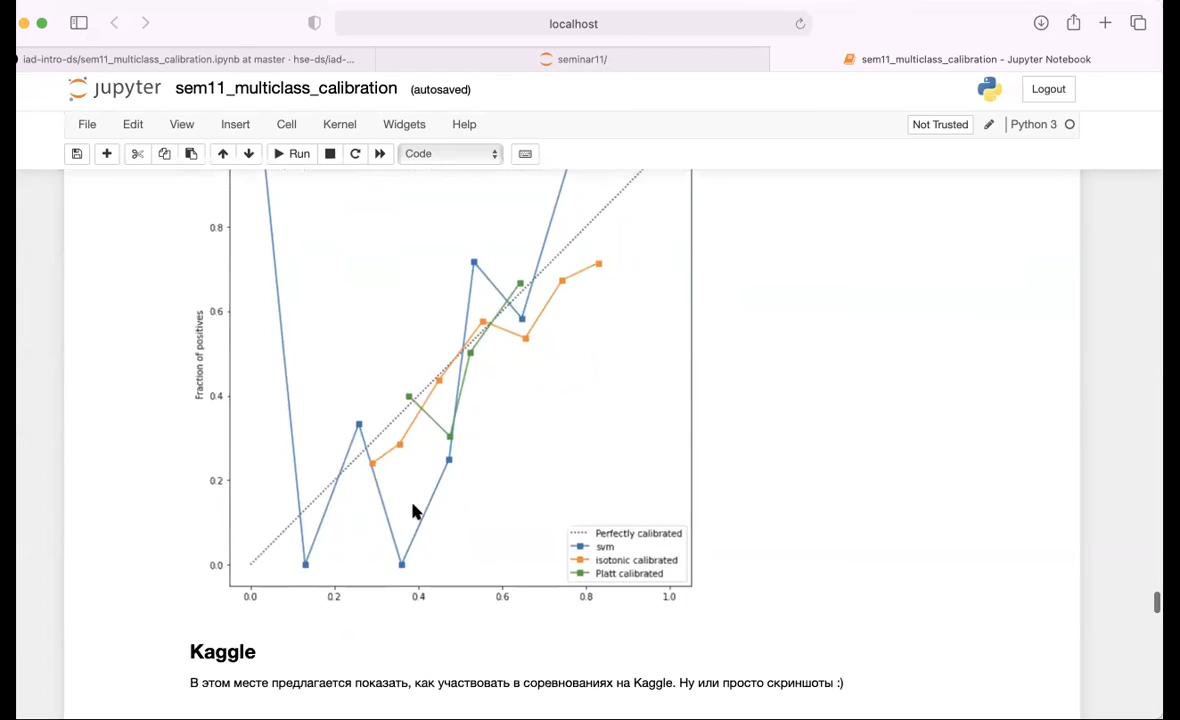 localhost
iad-intro-ds/sem11_multiclass_calibration.ipynb at master · hse-ds/iad-...
seminar11/
sem11_multiclass_calibration - Jupyter Notebook
jupyter sem11_multiclass_calibration (autosaved)
Logout
File Edit View Insert Cell Kernel Widgets Help
Not Trusted
Python 3
Run
Code
0.8
0.6
0.4
0.2
0.0
Fraction of positives
Perfectly calibrated
svm
isotonic calibrated
Platt calibrated
0.0 0.2 0.4 0.6 0.8 1.0
Kaggle
В этом месте предлагается показать, как участвовать в соревнованиях на Kaggle. Ну или просто скриншоты :)